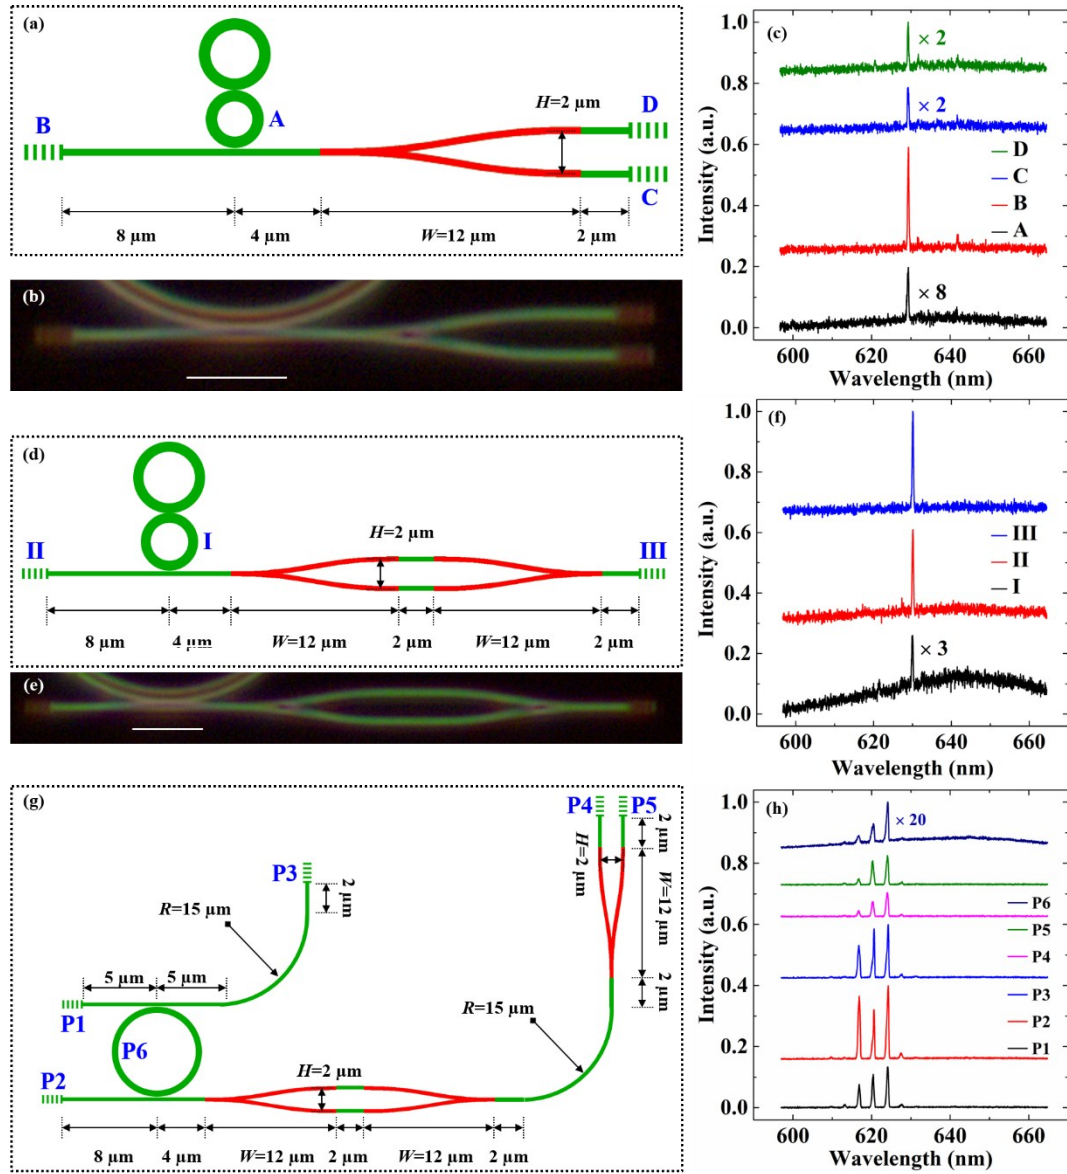 (a)
A
B
H=2 µm
D
C
8 µm
4 µm
W=12 µm
2 µm
(b)
(c)
× 2
× 2
D
C
B
A
× 8
Intensity (a.u.)
1.0
0.8
0.6
0.4
0.2
0.0
600
620
640
660
Wavelength (nm)
(d)
I
II
H=2 µm
III
8 µm
4 µm
W=12 µm
2 µm
W=12 µm
2 µm
(e)
(f)
III
II
I
× 3
Intensity (a.u.)
1.0
0.8
0.6
0.4
0.2
0.0
600
620
640
660
Wavelength (nm)
(g)
P4
P5
2 µm
H=2 µm
W=12 µm
2 µm
P3
2 µm
R=15 µm
5 µm
5 µm
P1
P6
R=15 µm
P2
H=2 µm
8 µm
4 µm
W=12 µm
2 µm
W=12 µm
2 µm
(h)
× 20
P6
P5
P4
P3
P2
P1
Intensity (a.u.)
1.0
0.8
0.6
0.4
0.2
0.0
600
620
640
660
Wavelength (nm)